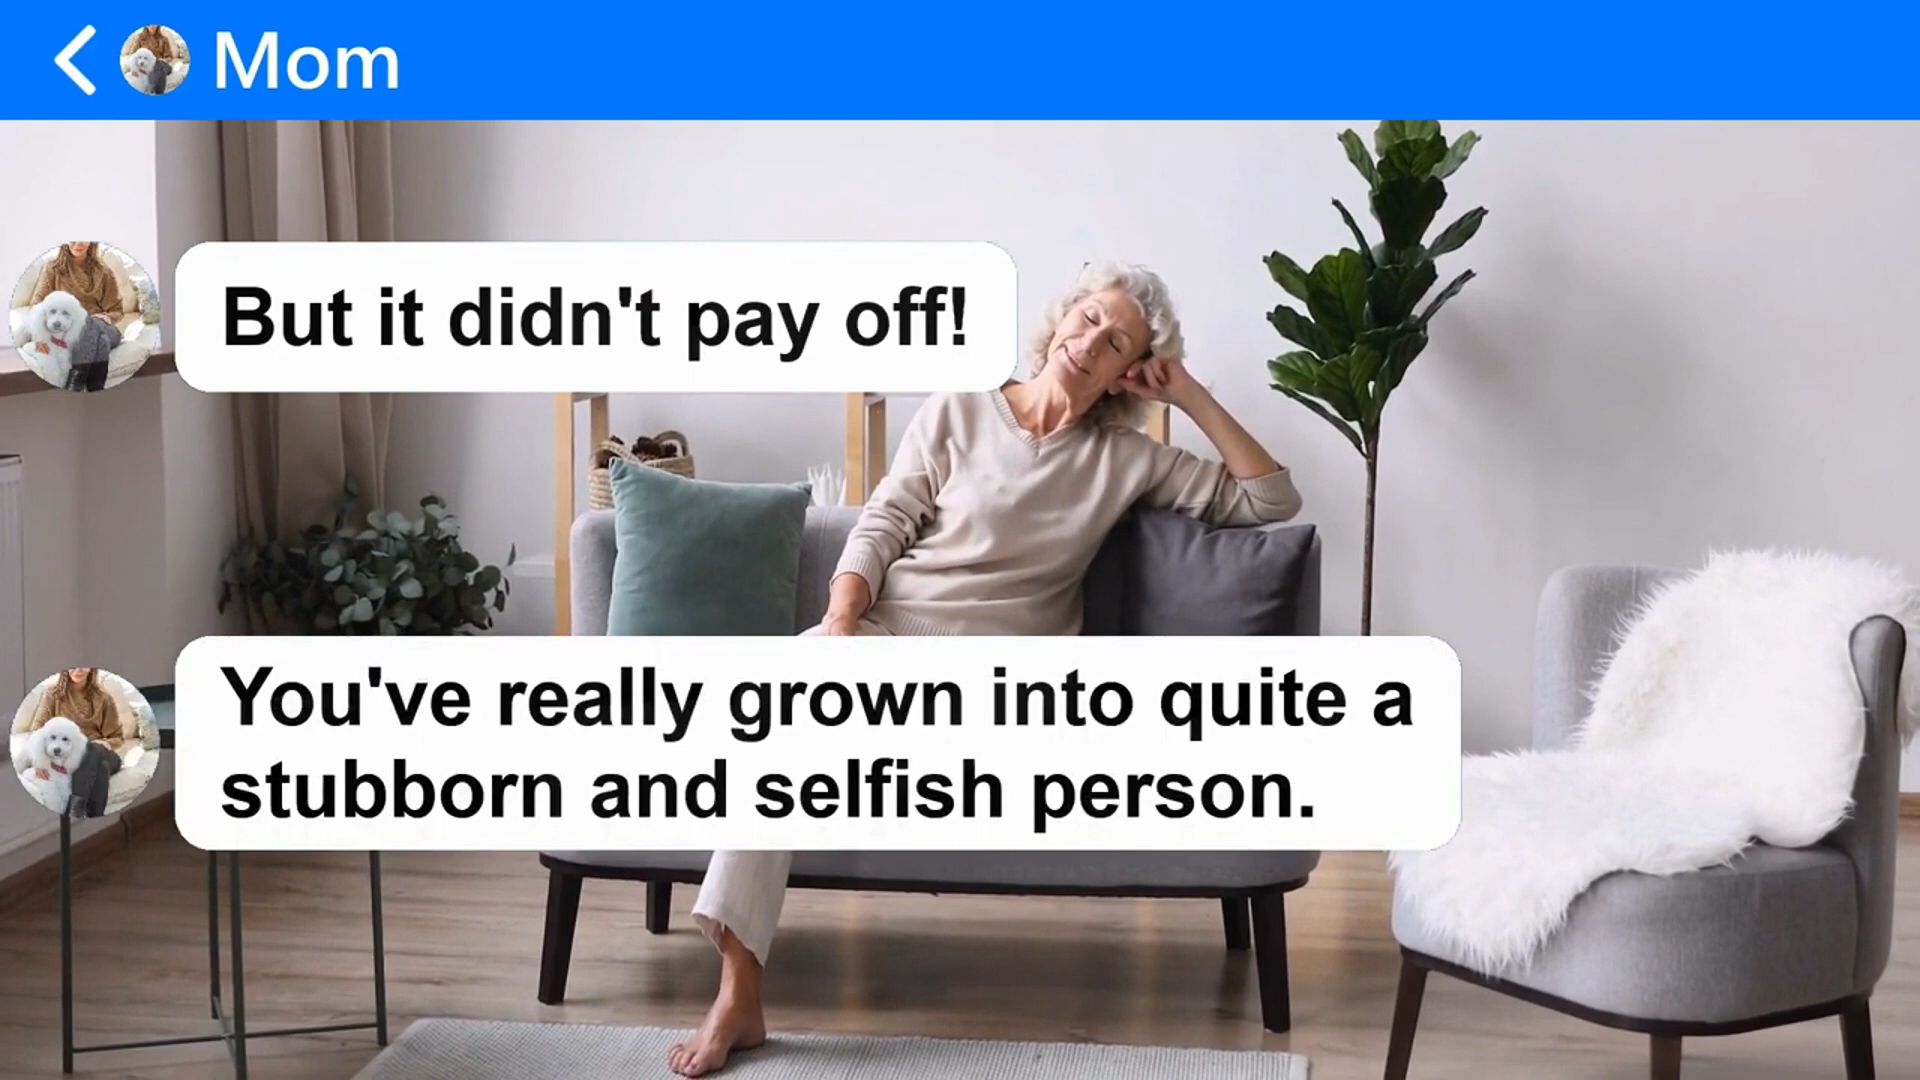 Mom
But it didn't pay off!
You've really grown into quite a
stubborn and selfish person.